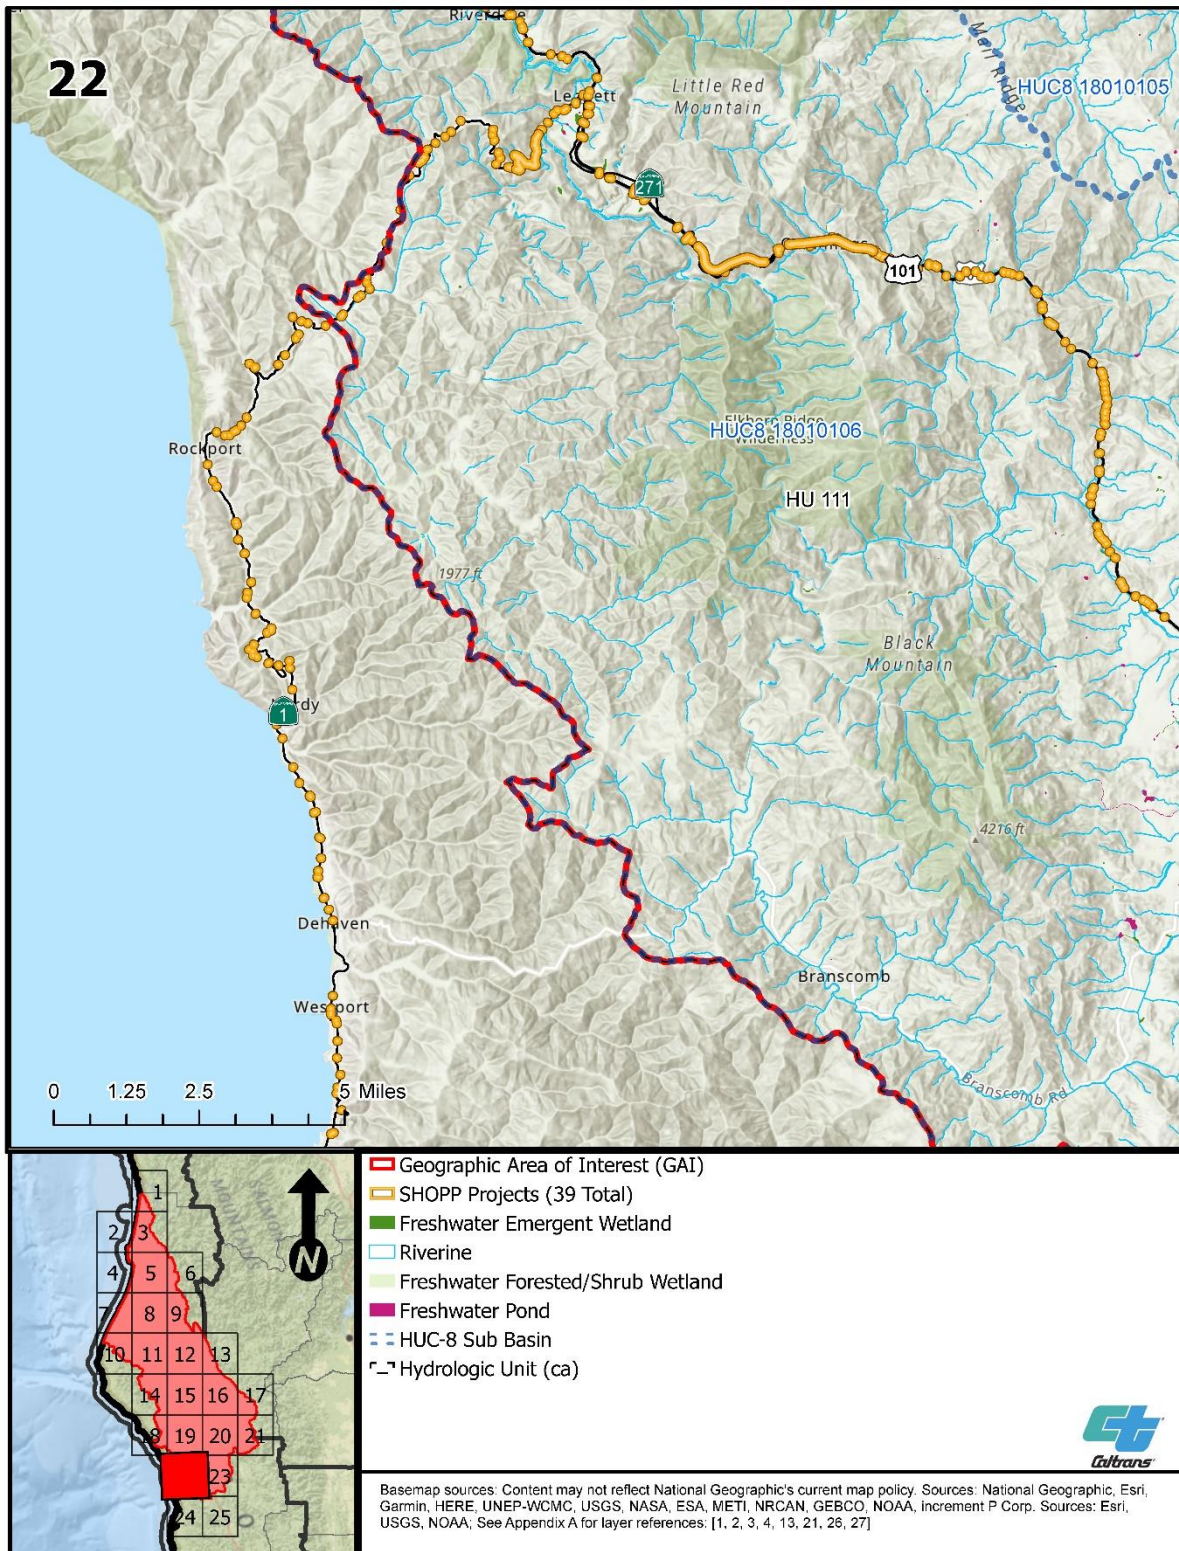 Riverdale
22
Mail Ridge
HUC8 18010105
Little Red
Mountain
Leggett
271
101
Elkhorn Ridge
Wilderness
HUC8 18010106
Rockport
HU 111
1977 ft
Black
Mountain
Hardy
1
4216 ft
Dehaven
Branscomb
Westport
0 1.25 2.5 5 Miles
Branscomb Rd
1
2 3
4 5 6
7 8 9
10 11 12 13
14 15 16 17
18 19 20 21
23
24 25
N
Geographic Area of Interest (GAI)
SHOPP Projects (39 Total)
Freshwater Emergent Wetland
Riverine
Freshwater Forested/Shrub Wetland
Freshwater Pond
HUC-8 Sub Basin
Hydrologic Unit (ca)
Caltrans
Basemap sources: Content may not reflect National Geographic's current map policy. Sources: National Geographic, Esri,
Garmin, HERE, UNEP-WCMC, USGS, NASA, ESA, METI, NRCAN, GEBCO, NOAA, increment P Corp. Sources: Esri,
USGS, NOAA; See Appendix A for layer references: [1, 2, 3, 4, 13, 21, 26, 27]